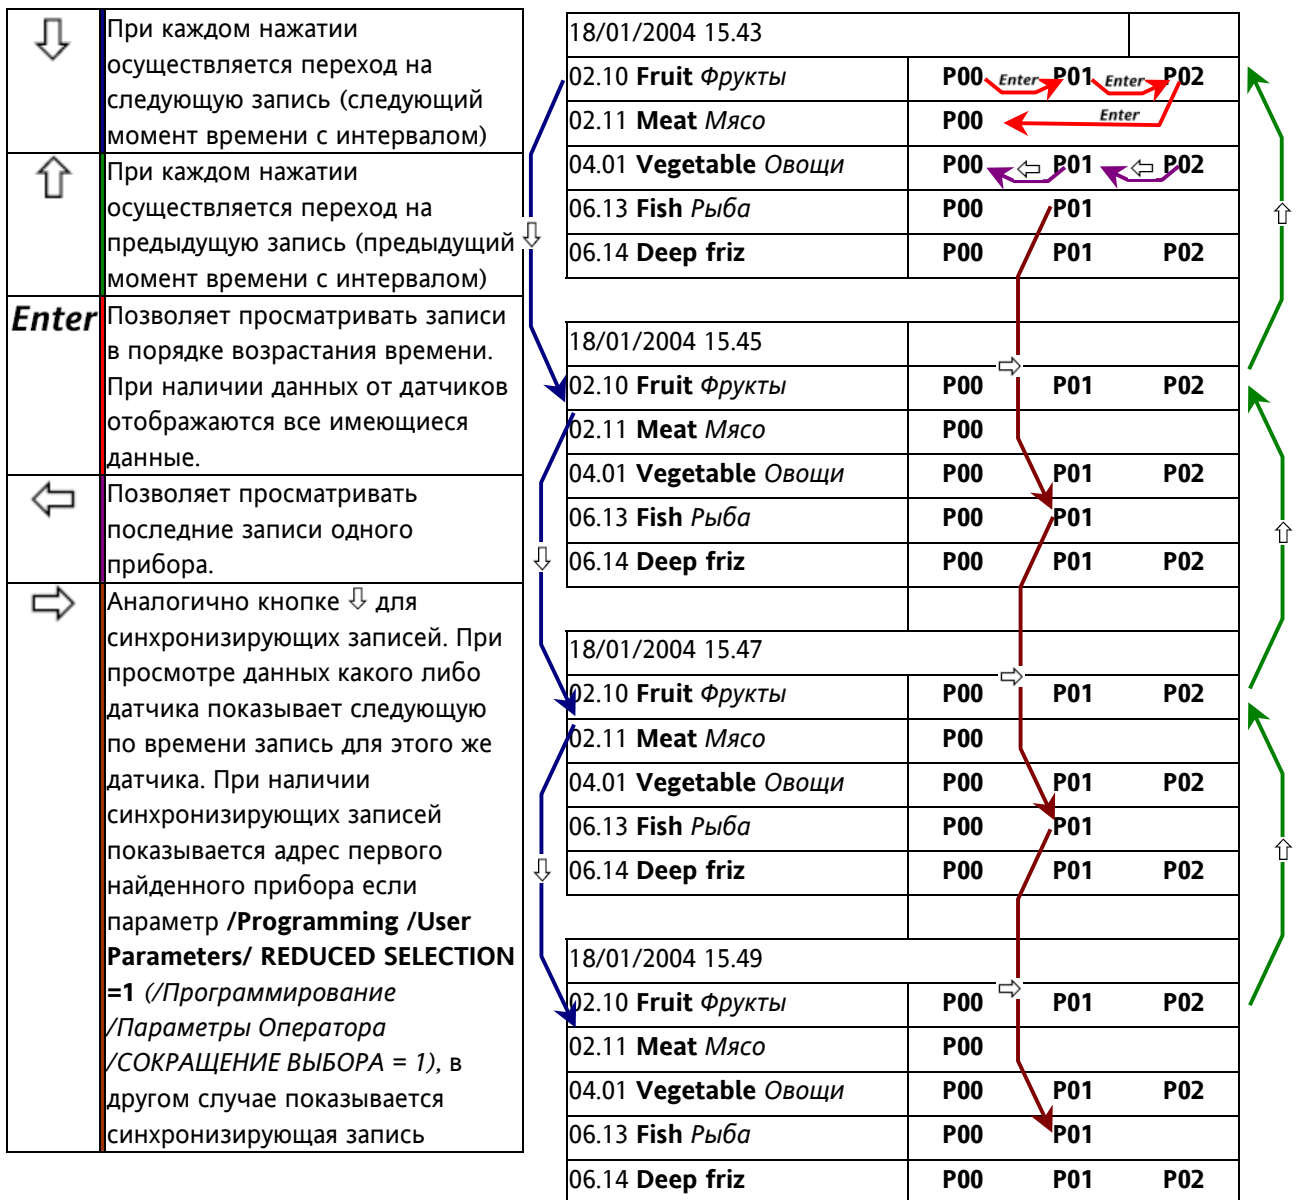 При каждом нажатии
осуществляется переход на
следующую запись (следующий
момент времени с интервалом)
При каждом нажатии
осуществляется переход на
предыдущую запись (предыдущий
момент времени с интервалом)
Enter Позволяет просматривать записи
в порядке возрастания времени.
При наличии данных от датчиков
отображаются все имеющиеся
данные.
Позволяет просматривать
последние записи одного
прибора.
Аналогично кнопке ⇩ для
синхронизирующих записей. При
просмотре данных какого либо
датчика показывает следующую
по времени запись для этого же
датчика. При наличии
синхронизирующих записей
показывается адрес первого
найденного прибора если
параметр /Programming /User
Parameters/ REDUCED SELECTION
=1 (/Программирование
/Параметры Оператора
/СОКРАЩЕНИЕ ВЫБОРА = 1), в
другом случае показывается
синхронизирующая запись
18/01/2004 15.43
02.10 Fruit Фрукты P00 Enter P01 Enter P02
02.11 Meat Мясо P00 Enter
04.01 Vegetable Овощи P00 P01 P02
06.13 Fish Рыба P00 P01
06.14 Deep friz P00 P01 P02
18/01/2004 15.45
02.10 Fruit Фрукты P00 P01 P02
02.11 Meat Мясо P00
04.01 Vegetable Овощи P00 P01 P02
06.13 Fish Рыба P00 P01
06.14 Deep friz P00 P01 P02
18/01/2004 15.47
02.10 Fruit Фрукты P00 P01 P02
02.11 Meat Мясо P00
04.01 Vegetable Овощи P00 P01 P02
06.13 Fish Рыба P00 P01
06.14 Deep friz P00 P01 P02
18/01/2004 15.49
02.10 Fruit Фрукты P00 P01 P02
02.11 Meat Мясо P00
04.01 Vegetable Овощи P00 P01 P02
06.13 Fish Рыба P00 P01
06.14 Deep friz P00 P01 P02